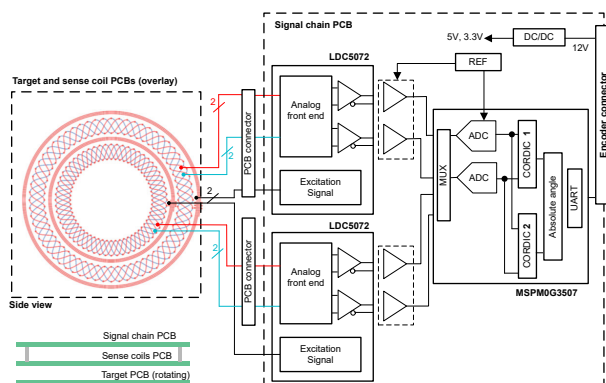 Signal chain PCB
5V, 3.3V
DC/DC
12V
LDC5072
REF
Target and sense coil PCBs (overlay)
2
2
2
PCB connector
Analog
front end
Excitation
Signal
MUX
ADC
ADC
CORDIC 1
CORDIC 2
Absolute angle
UART
Encoder connector
MSPM0G3507
LDC5072
2
2
PCB connector
Analog
front end
Excitation
Signal
Side view
Signal chain PCB
Sense coils PCB
Target PCB (rotating)